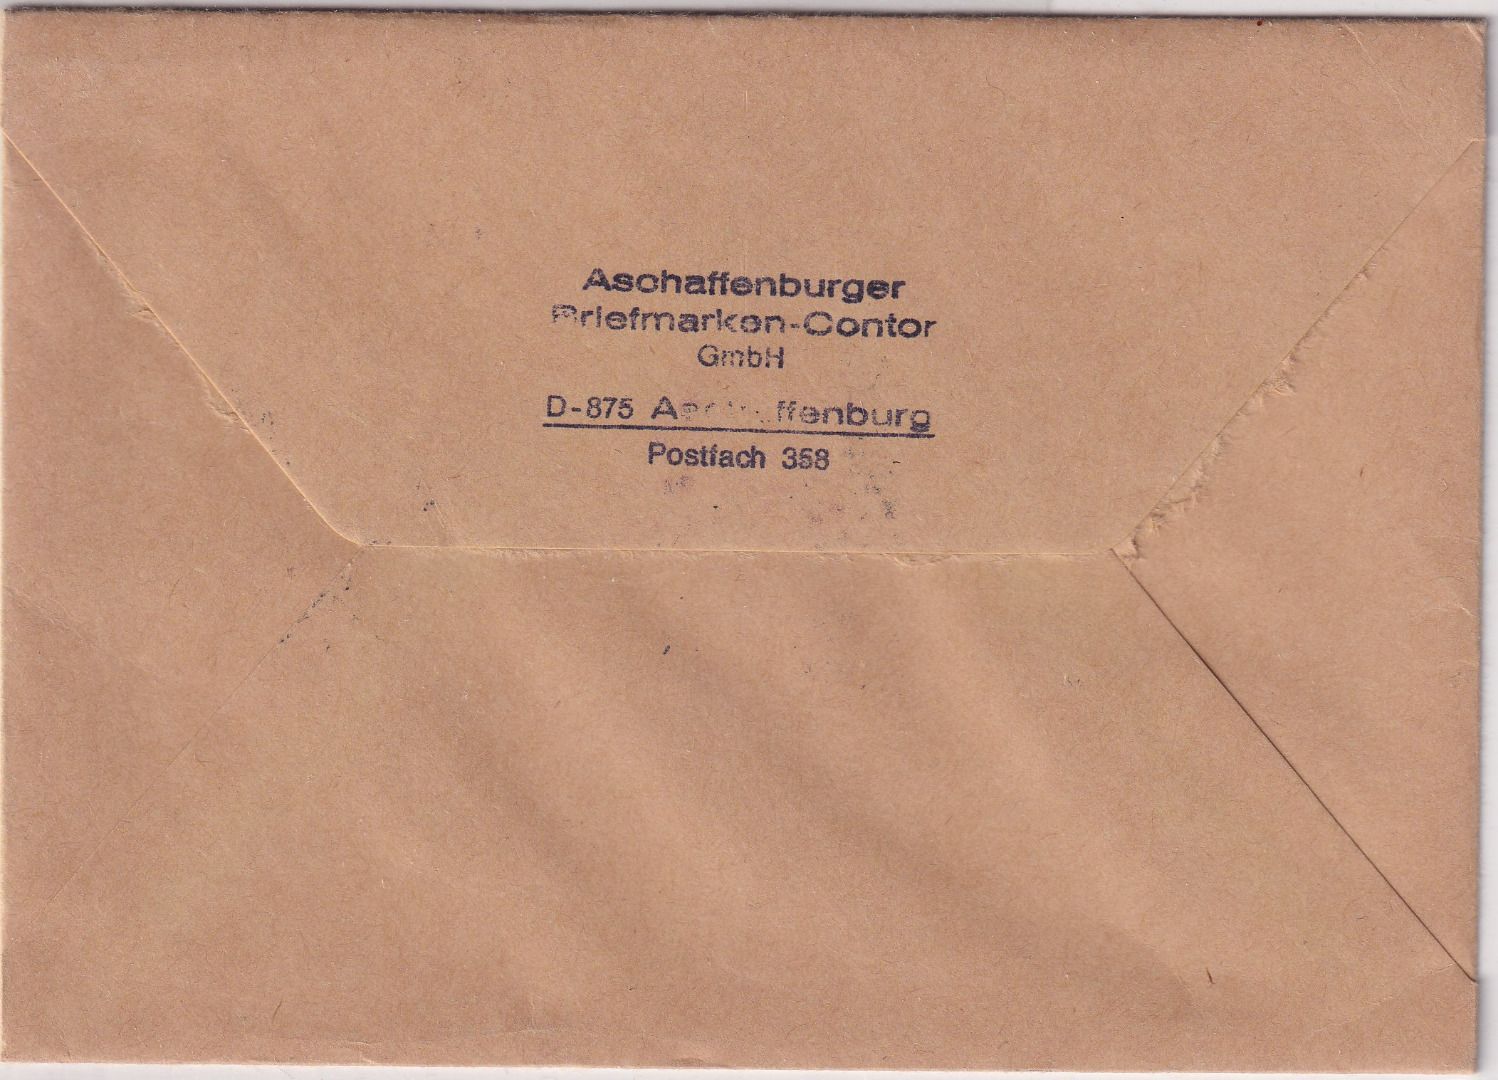 Aschaffenburger
Briefmarken-Contor
GmbH
D-875 Aschaffenburg
Postfach 358